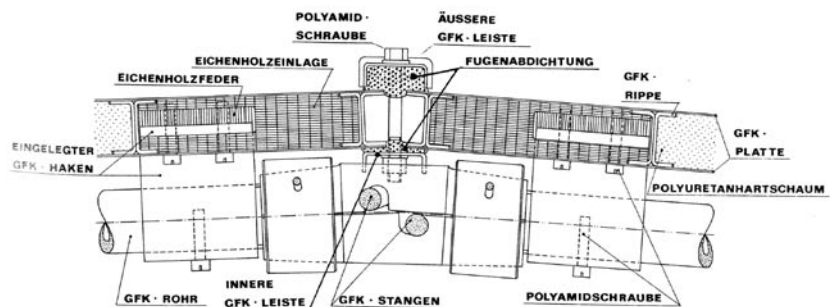 POLYAMID ·
SCHRAUBE
ÄUSSERE
GFK · LEISTE
EICHENHOLZEINLAGE
EICHENHOLZFEDER
FUGENABDICHTUNG
GFK ·
RIPPE
EINGELEGTER
GFK · HAKEN
GFK ·
PLATTE
POLYURETANHARTSCHAUM
GFK · ROHR
INNERE
GFK · LEISTE
GFK · STANGEN
POLYAMIDSCHRAUBE